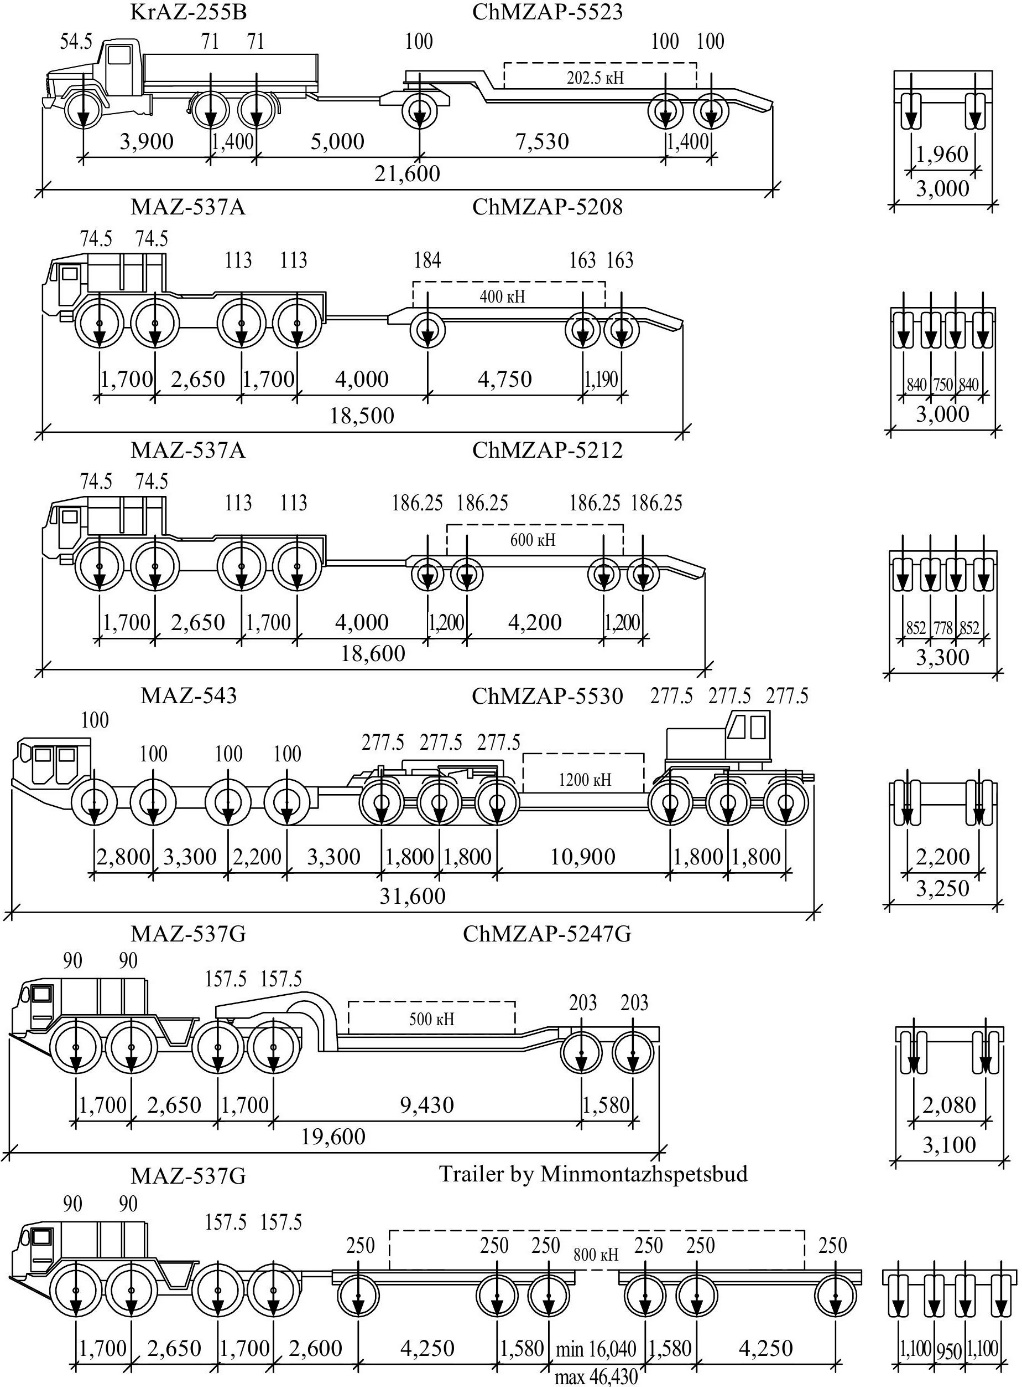 KrAZ-255B ChMZAP-5523
54.5 71 71 100 100 100
202.5 кН
3,900 1,400 5,000 7,530 1,400 1,960
21,600 3,000
MAZ-537A ChMZAP-5208
74.5 74.5 113 113 184 163 163
400 кН
1,700 2,650 1,700 4,000 4,750 1,190 840 750 840
18,500 3,000
MAZ-537A ChMZAP-5212
74.5 74.5 113 113 186.25 186.25 186.25 186.25
600 кН
1,700 2,650 1,700 4,000 1,200 4,200 1,200 852 778 852
18,600 3,300
MAZ-543 ChMZAP-5530
100 100 100 100 277.5 277.5 277.5 277.5 277.5 277.5
1200 кН
2,800 3,300 2,200 3,300 1,800 1,800 10,900 1,800 1,800 2,200
31,600 3,250
MAZ-537G ChMZAP-5247G
90 90 157.5 157.5 203 203
500 кН
1,700 2,650 1,700 9,430 1,580 2,080
19,600 3,100
MAZ-537G Trailer by Minmontazhspetsbud
90 90 157.5 157.5 250 250 250 250 250 250
800 кН
1,700 2,650 1,700 2,600 4,250 1,580 min 16,040 1,580 4,250 1,100 950 1,100
max 46,430